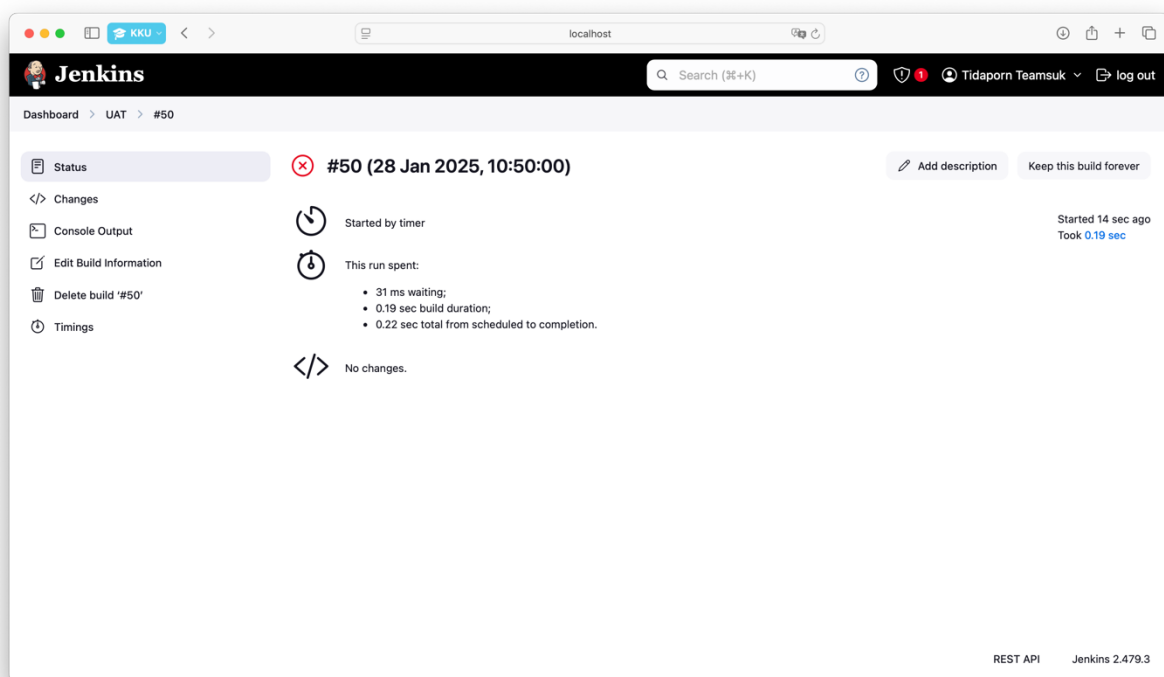 KKU
localhost
Jenkins
Search (⌘+K)
?
1
Tidaporn Teamsuk
log out
Dashboard > UAT > #50
Status
Changes
Console Output
Edit Build Information
Delete build ‘#50’
Timings
#50 (28 Jan 2025, 10:50:00)
Add description
Keep this build forever
Started by timer
Started 14 sec ago
Took 0.19 sec
This run spent:
• 31 ms waiting;
• 0.19 sec build duration;
• 0.22 sec total from scheduled to completion.
No changes.
REST API
Jenkins 2.479.3